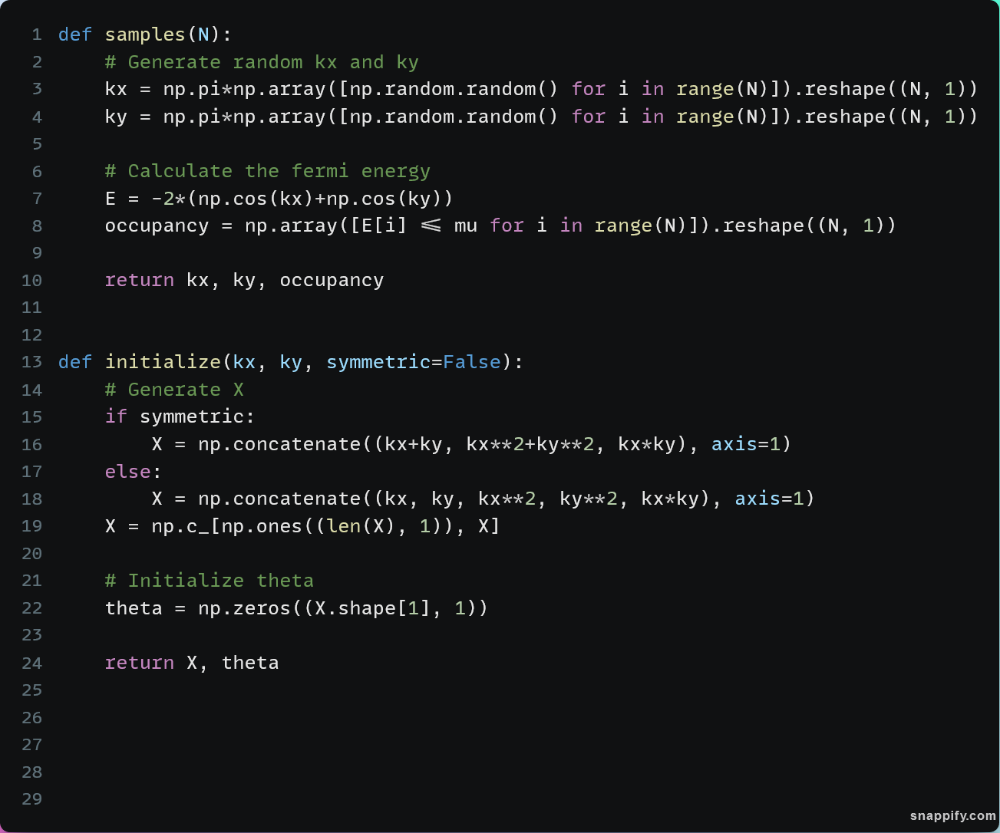 1 def samples(N):
2     # Generate random kx and ky
3     kx = np.pi*np.array([np.random.random() for i in range(N)]).reshape((N, 1))
4     ky = np.pi*np.array([np.random.random() for i in range(N)]).reshape((N, 1))
5
6     # Calculate the fermi energy
7     E = -2*(np.cos(kx)+np.cos(ky))
8     occupancy = np.array([E[i] <= mu for i in range(N)]).reshape((N, 1))
9
10     return kx, ky, occupancy
11
12
13 def initialize(kx, ky, symmetric=False):
14     # Generate X
15     if symmetric:
16         X = np.concatenate((kx+ky, kx**2+ky**2, kx*ky), axis=1)
17     else:
18         X = np.concatenate((kx, ky, kx**2, ky**2, kx*ky), axis=1)
19     X = np.c_[np.ones((len(X), 1)), X]
20
21     # Initialize theta
22     theta = np.zeros((X.shape[1], 1))
23
24     return X, theta
25
26
27
28
29
snappify.com